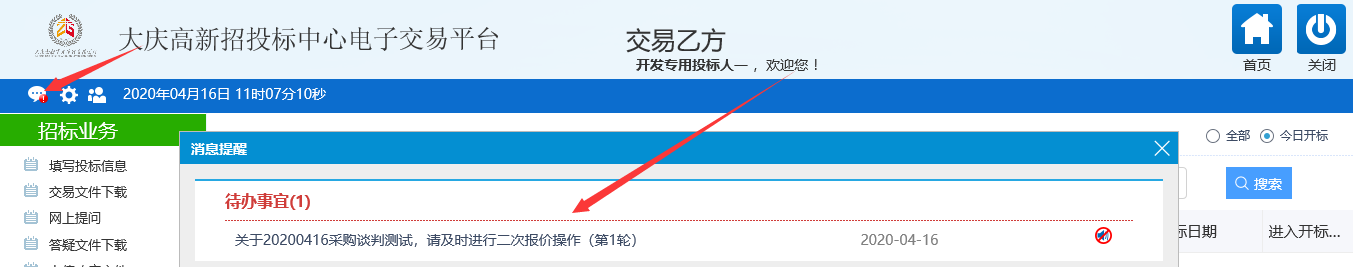 大庆高新招投标中心电子交易平台
交易乙方
开发专用投标人一 ，欢迎您！
首页
关闭
2020年04月16日 11时07分10秒
招标业务
填写投标信息
交易文件下载
网上提问
答疑文件下载
消息提醒
待办事宜(1)
关于20200416采购谈判测试，请及时进行二次报价操作（第1轮） 2020-04-16
全部 今日开标
搜索
标日期 进入开标...